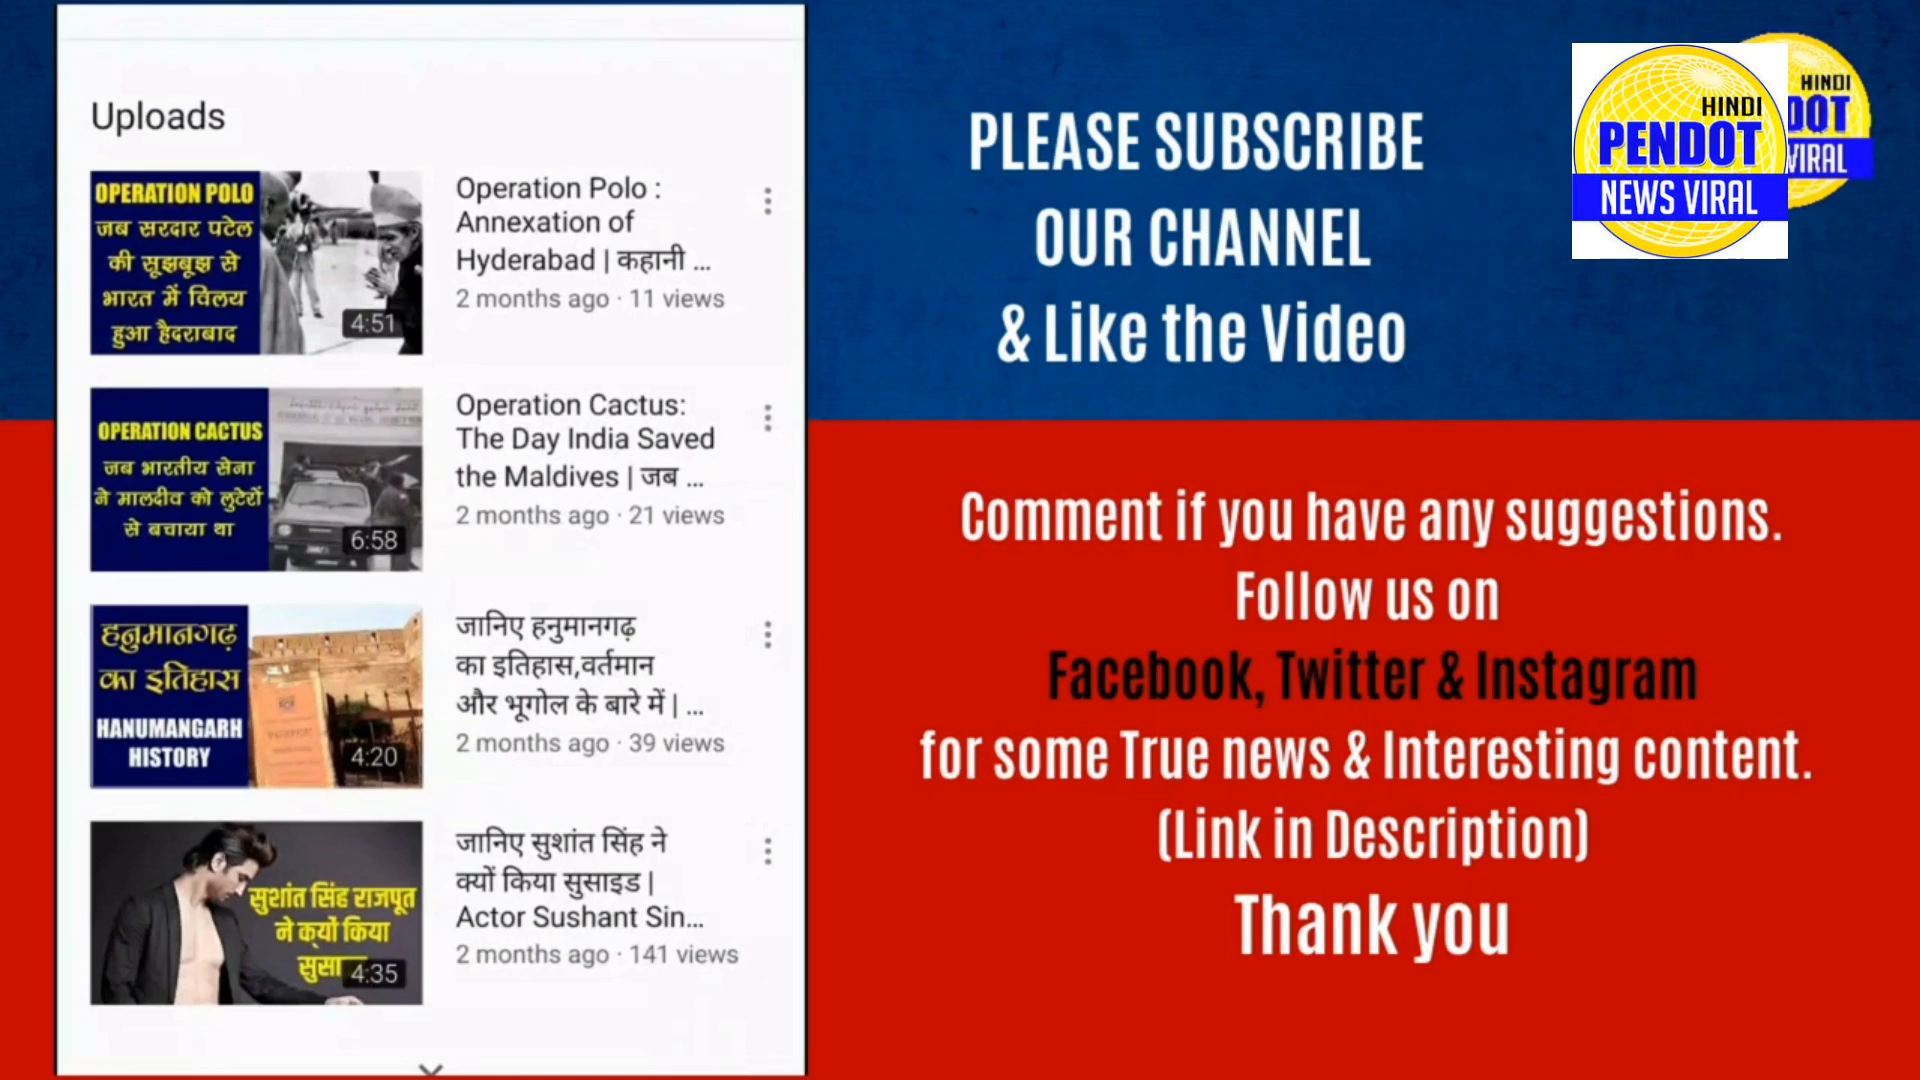 Uploads
OPERATION POLO
जब सरदार पटेल
की सूझबूझ से
भारत में विलय
हुआ हैदराबाद
4:51
Operation Polo :
Annexation of
Hyderabad | कहानी ...
2 months ago · 11 views
OPERATION CACTUS
जब भारतीय सेना
ने मालदीव को लुटेरों
से बचाया था
6:58
Operation Cactus:
The Day India Saved
the Maldives | जब ...
2 months ago · 21 views
हनुमानगढ़
का इतिहास
HANUMANGARH
HISTORY
4:20
जानिए हनुमानगढ़
का इतिहास,वर्तमान
और भूगोल के बारे में | ...
2 months ago · 39 views
सुशांत सिंह राजपूत
ने क्यों किया
4:35
जानिए सुशांत सिंह ने
क्यों किया सुसाइड |
Actor Sushant Sin...
2 months ago · 141 views
PLEASE SUBSCRIBE
OUR CHANNEL
& Like the Video
HINDI
PENDOT
NEWS VIRAL
HINDI
DOT
VIRAL
Comment if you have any suggestions.
Follow us on
Facebook, Twitter & Instagram
for some True news & Interesting content.
(Link in Description)
Thank you